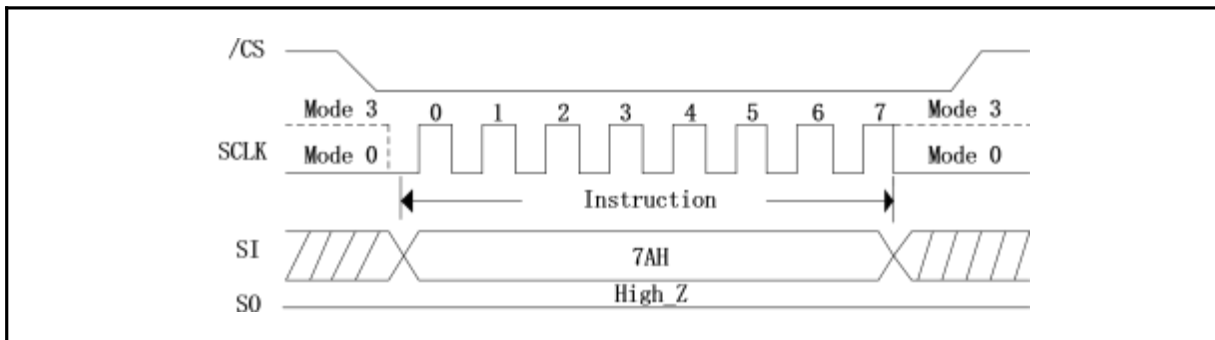 /CS
Mode 3 0 1 2 3 4 5 6 7 Mode 3
SCLK Mode 0 Mode 0
Instruction
SI 7AH
High_Z
SO